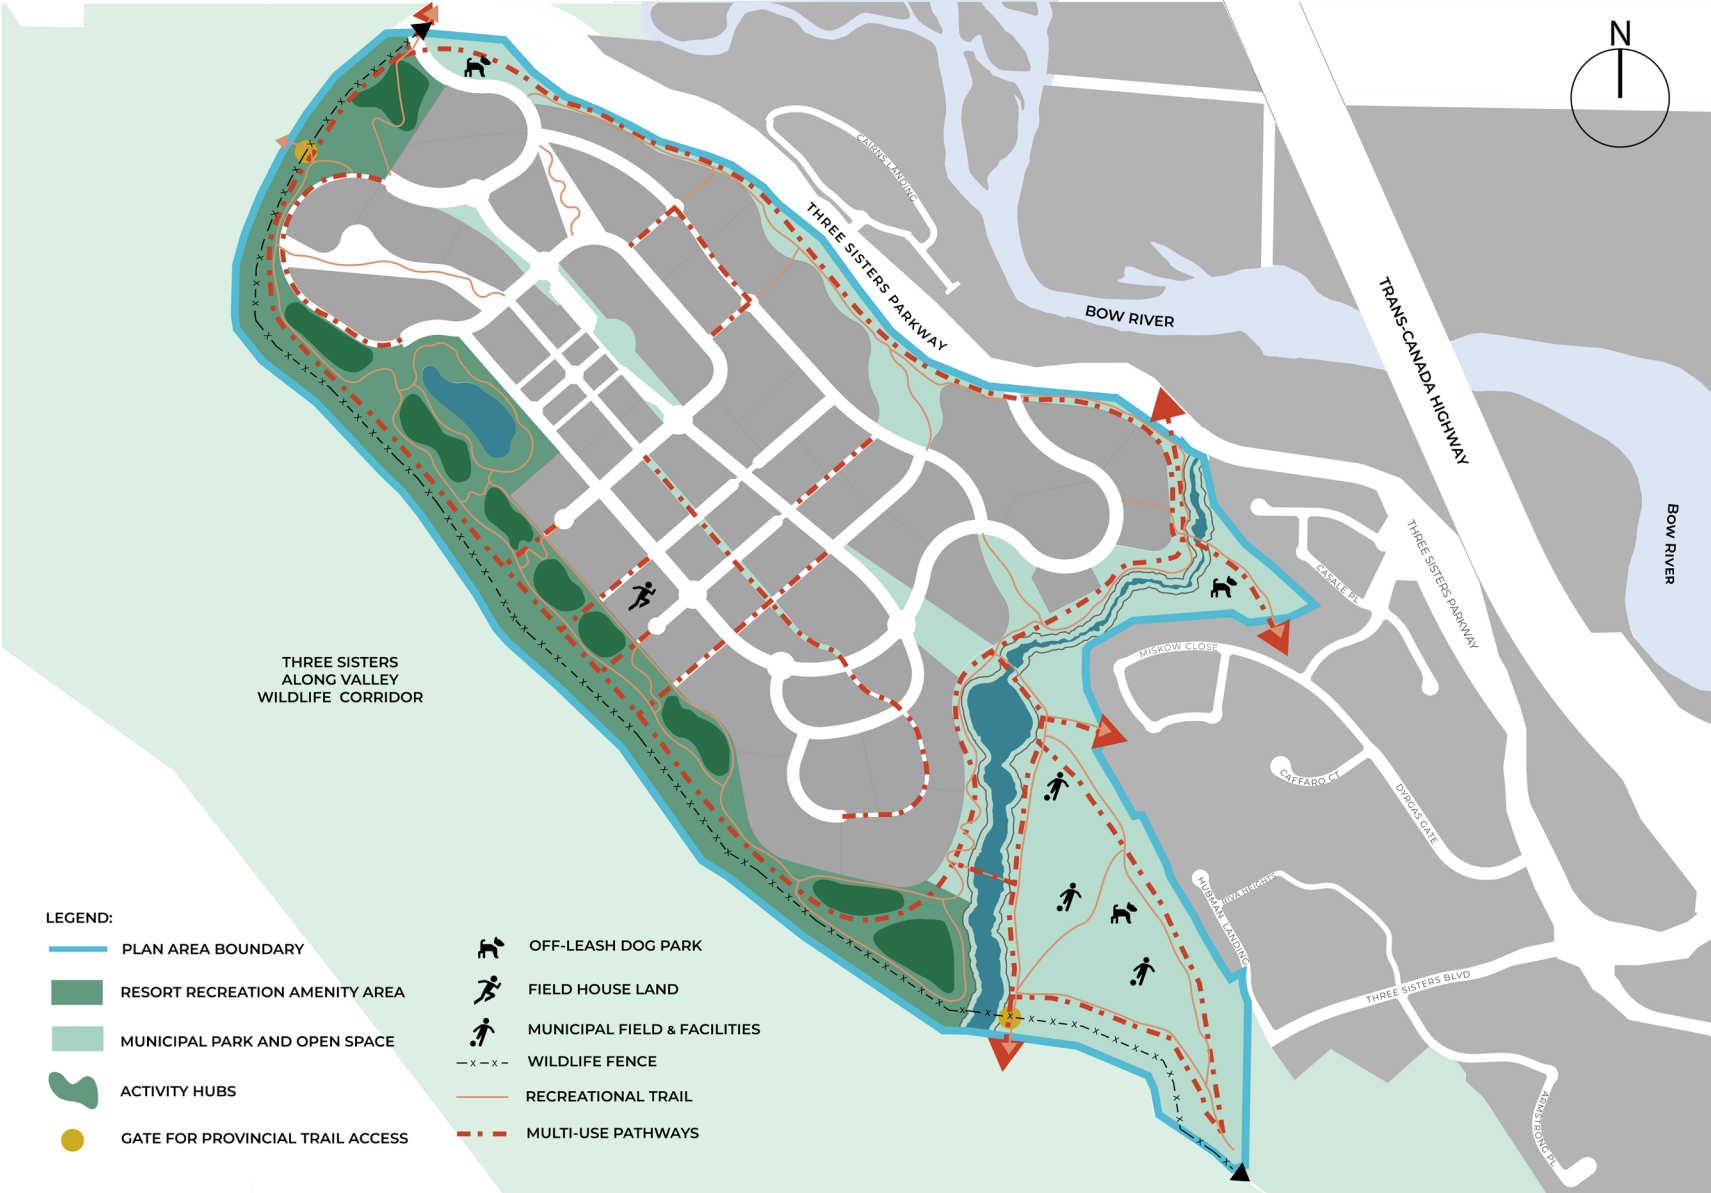 N
CAIRNS LANDING
THREE SISTERS PARKWAY
BOW RIVER
TRANS-CANADA HIGHWAY
BOW RIVER
THREE SISTERS PARKWAY
CASALE PL
MISKOW CLOSE
CAFFARO CT
DYRGAS GATE
HUBMAN LANDING
RIVA HEIGHTS
THREE SISTERS BLVD
ARMSTRONG PL
THREE SISTERS
ALONG VALLEY
WILDLIFE CORRIDOR
LEGEND:
PLAN AREA BOUNDARY
RESORT RECREATION AMENITY AREA
MUNICIPAL PARK AND OPEN SPACE
ACTIVITY HUBS
GATE FOR PROVINCIAL TRAIL ACCESS
OFF-LEASH DOG PARK
FIELD HOUSE LAND
MUNICIPAL FIELD & FACILITIES
WILDLIFE FENCE
RECREATIONAL TRAIL
MULTI-USE PATHWAYS